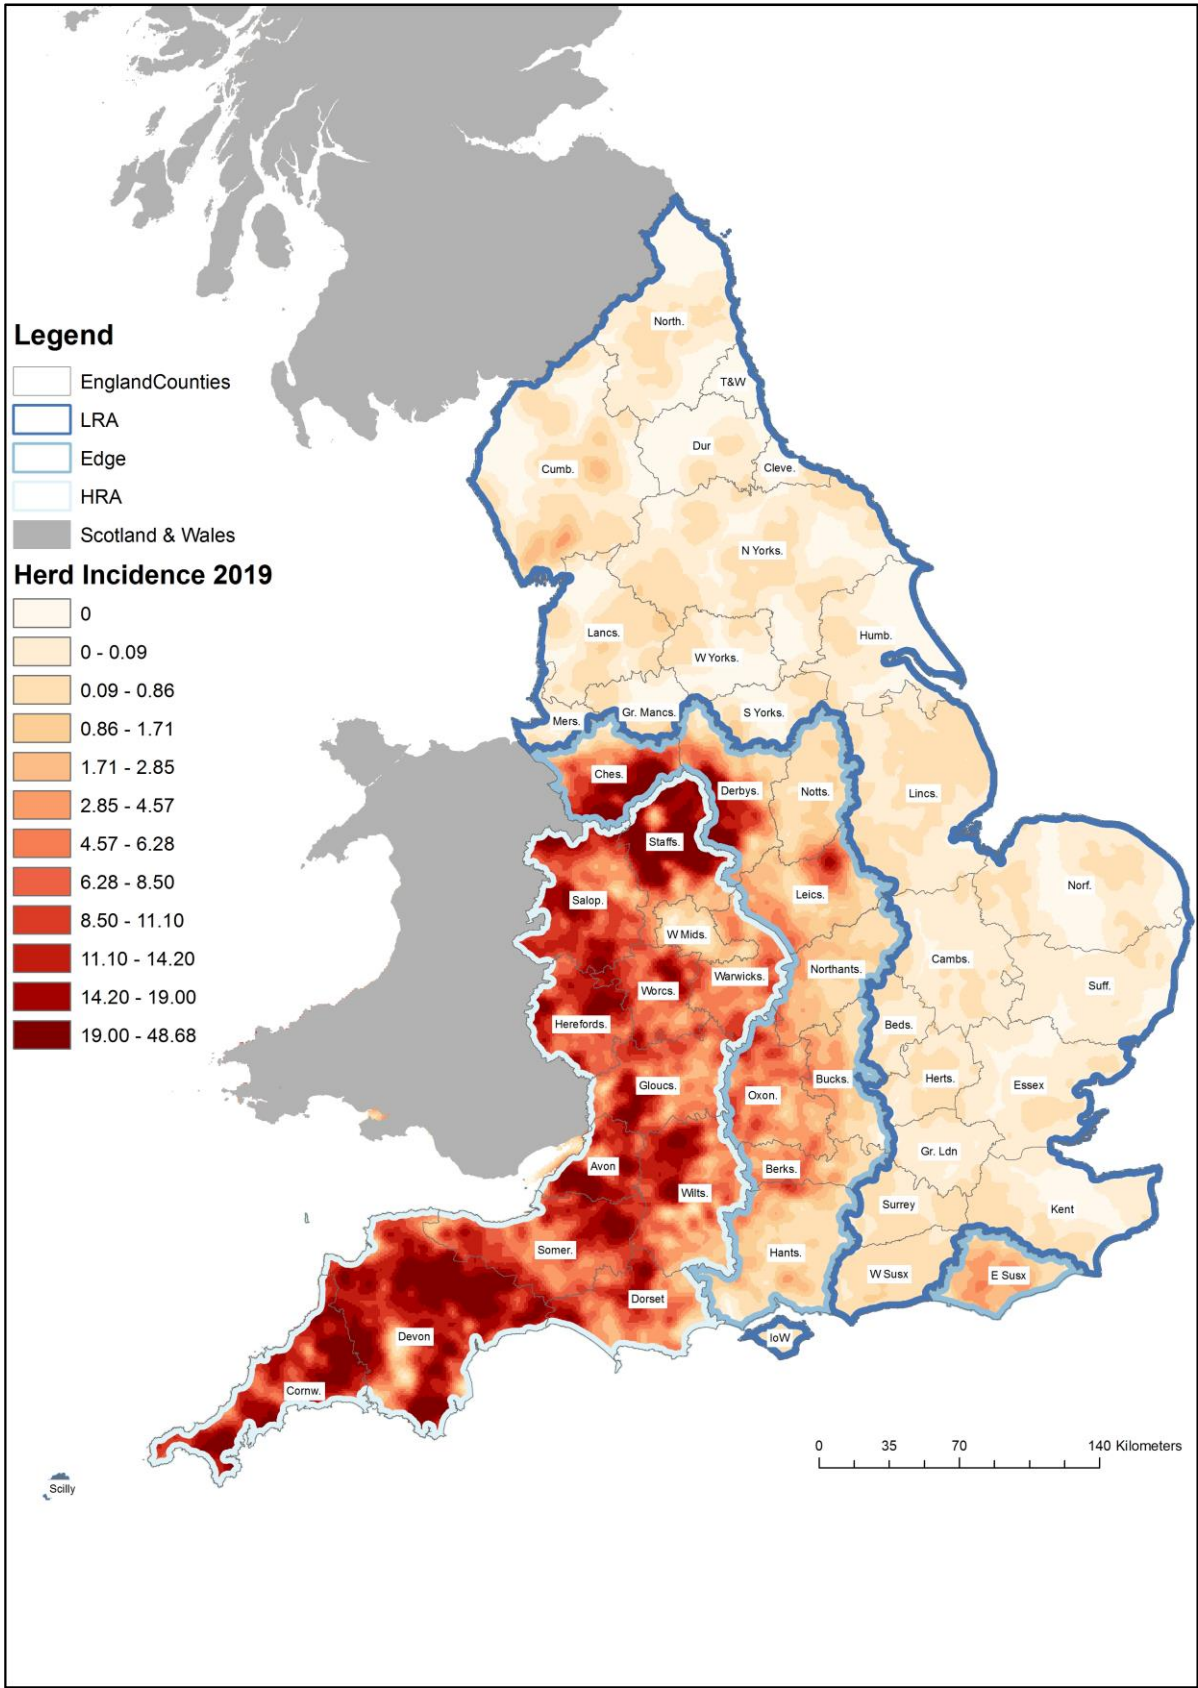 Legend
EnglandCounties
LRA
Edge
HRA
Scotland & Wales
Herd Incidence 2019
0
0 - 0.09
0.09 - 0.86
0.86 - 1.71
1.71 - 2.85
2.85 - 4.57
4.57 - 6.28
6.28 - 8.50
8.50 - 11.10
11.10 - 14.20
14.20 - 19.00
19.00 - 48.68
North.
T&W
Dur
Cumb.
Cleve.
N Yorks.
Lancs.
Humb.
W Yorks.
Mers.
Gr. Mancs.
S Yorks.
Ches.
Derbys.
Notts.
Lincs.
Staffs.
Norf.
Leics.
Salop.
W Mids.
Cambs.
Warwicks.
Northants.
Suff.
Worcs.
Herefords.
Beds.
Gloucs.
Oxon.
Bucks.
Herts.
Essex
Gr. Ldn
Avon
Berks.
Wilts.
Surrey
Kent
Somer.
Hants.
W Susx
E Susx
Dorset
Devon
IoW
Cornw.
Scilly
0 35 70 140 Kilometers